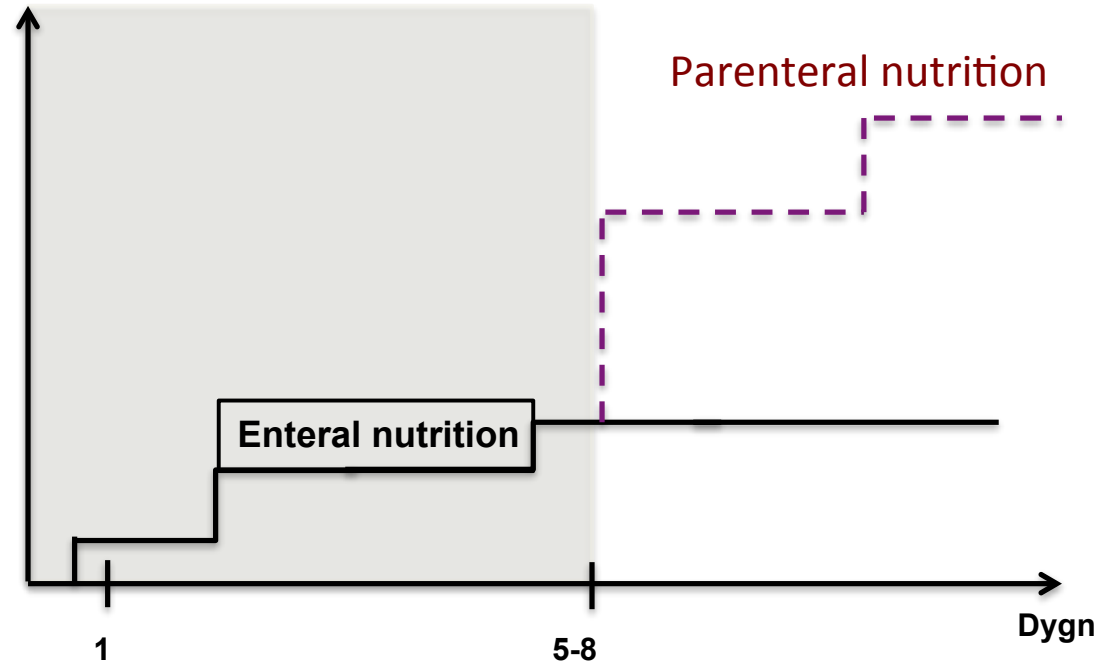 Parenteral nutrition
Enteral nutrition
Dygn
1
5-8